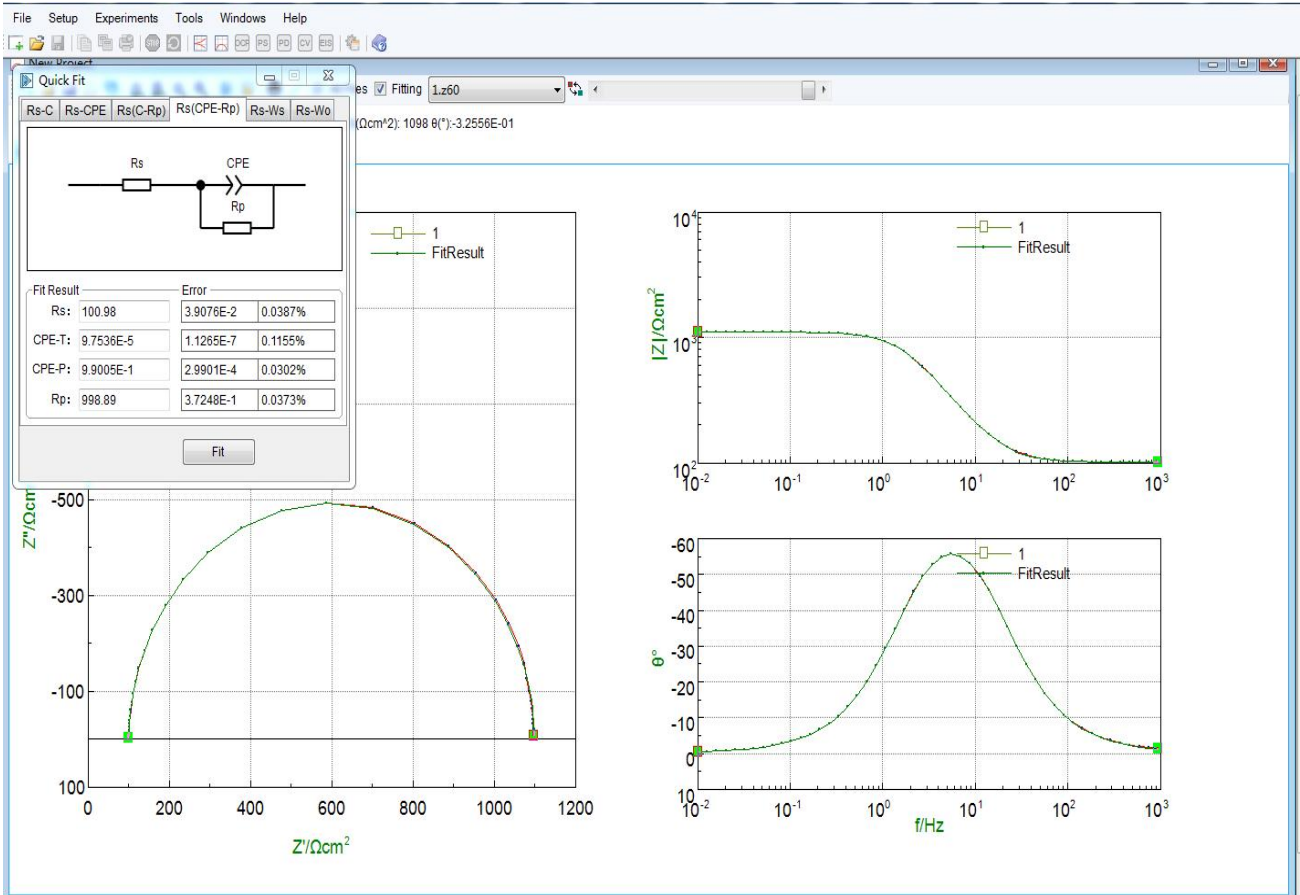 File Setup Experiments Tools Windows Help
OCP PS PD CV EIS
New Project
Quick Fit
es Fitting 1.z60
Rs-C Rs-CPE Rs(C-Rp) Rs(CPE-Rp) Rs-Ws Rs-Wo
(Ωcm^2): 1098 θ(°):-3.2556E-01
Rs CPE
Rp
Fit Result Error
Rs: 100.98 3.9076E-2 0.0387%
CPE-T: 9.7536E-5 1.1265E-7 0.1155%
CPE-P: 9.9005E-1 2.9901E-4 0.0302%
Rp: 998.89 3.7248E-1 0.0373%
Fit
1
FitResult
-500
-300
-100
100
0 200 400 600 800 1000 1200
Z"/Ωcm
Z'/Ωcm²
1
FitResult
10⁴
10³
10²
|Z|/Ωcm²
10⁻² 10⁻¹ 10⁰ 10¹ 10² 10³
1
FitResult
-60
-50
-40
-30
-20
-10
0
10
θ°
10⁻² 10⁻¹ 10⁰ 10¹ 10² 10³
f/Hz